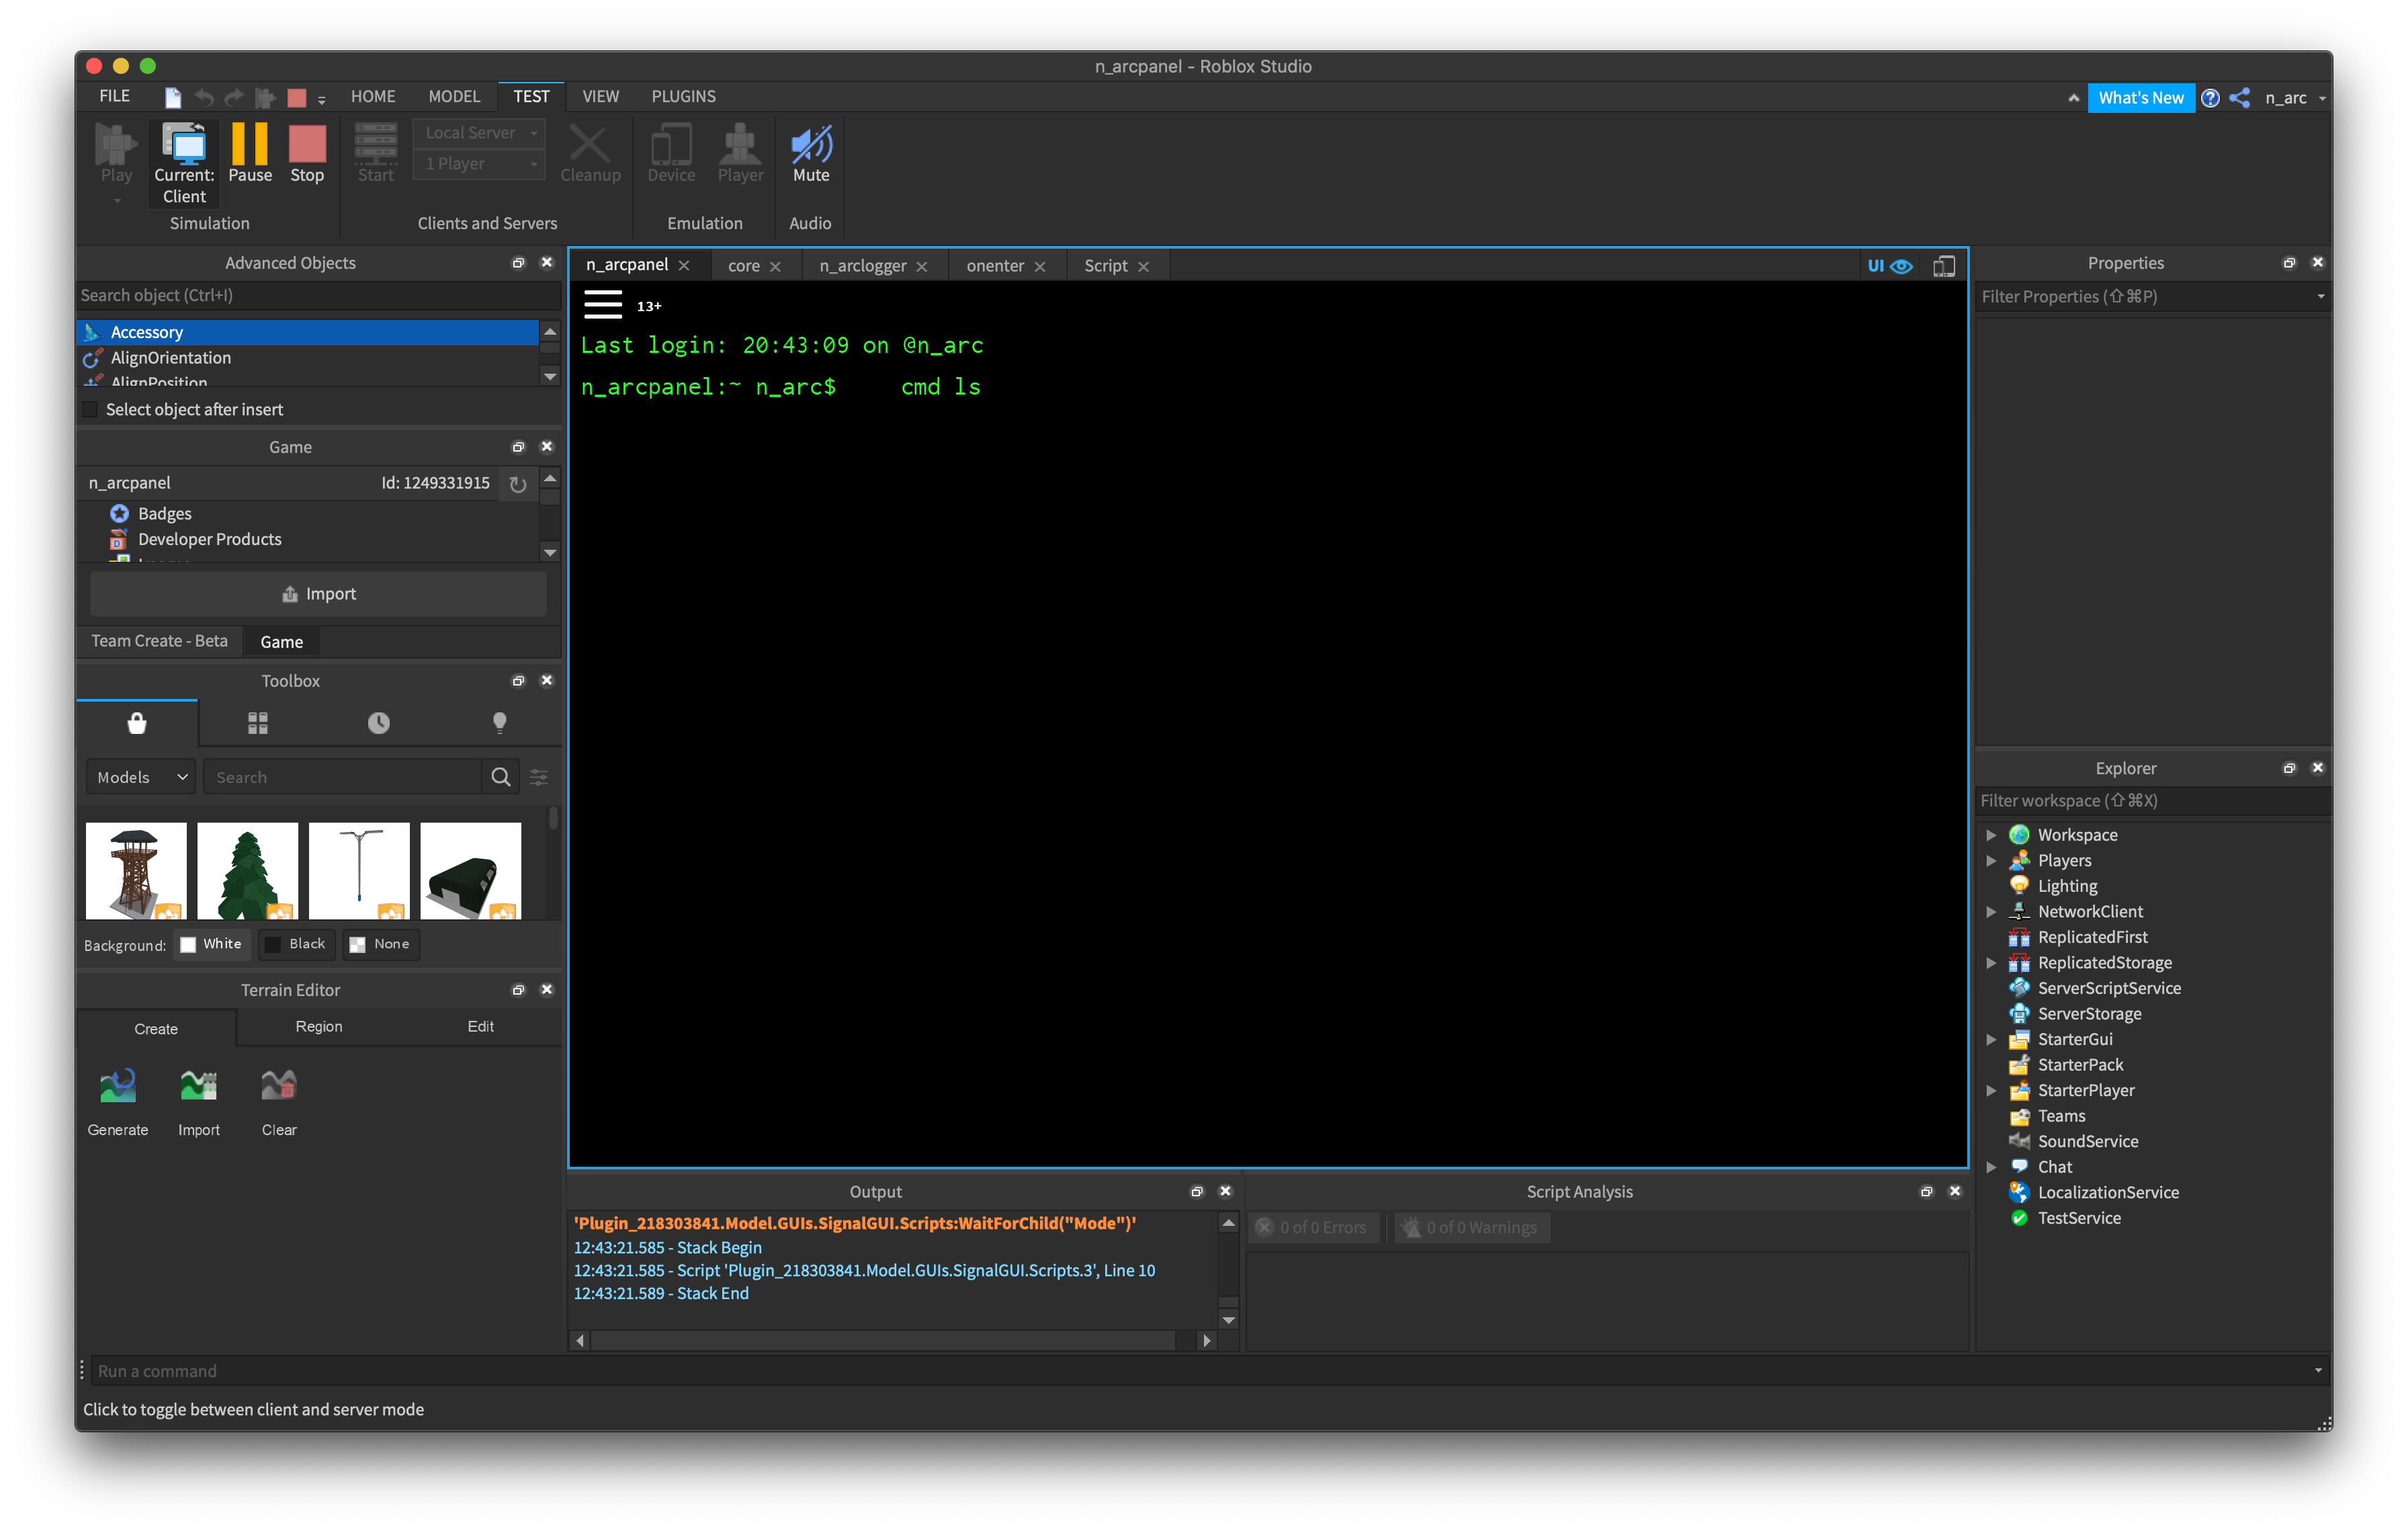 n_arcpanel - Roblox Studio
FILE HOME MODEL TEST VIEW PLUGINS What's New n_arc
Play
Current: Client
Pause
Stop
Simulation
Start
Local Server
1 Player
Cleanup
Clients and Servers
Device
Player
Emulation
Mute
Audio
Advanced Objects
Search object (Ctrl+I)
Accessory
AlignOrientation
AlignPosition
Select object after insert
Game
n_arcpanel Id: 1249331915
Badges
Developer Products
Import
Team Create - Beta Game
Toolbox
Models Search
Background: White Black None
Terrain Editor
Create Region Edit
Generate Import Clear
n_arcpanel core n_arclogger onenter Script UI
13+
Last login: 20:43:09 on @n_arc
n_arcpanel:~ n_arc$ cmd ls
Output
'Plugin_218303841.Model.GUIs.SignalGUI.Scripts:WaitForChild("Mode")'
12:43:21.585 - Stack Begin
12:43:21.585 - Script 'Plugin_218303841.Model.GUIs.SignalGUI.Scripts.3', Line 10
12:43:21.589 - Stack End
Script Analysis
0 of 0 Errors 0 of 0 Warnings
Properties
Filter Properties (⇧⌘P)
Explorer
Filter workspace (⇧⌘X)
Workspace
Players
Lighting
NetworkClient
ReplicatedFirst
ReplicatedStorage
ServerScriptService
ServerStorage
StarterGui
StarterPack
StarterPlayer
Teams
SoundService
Chat
LocalizationService
TestService
Run a command
Click to toggle between client and server mode